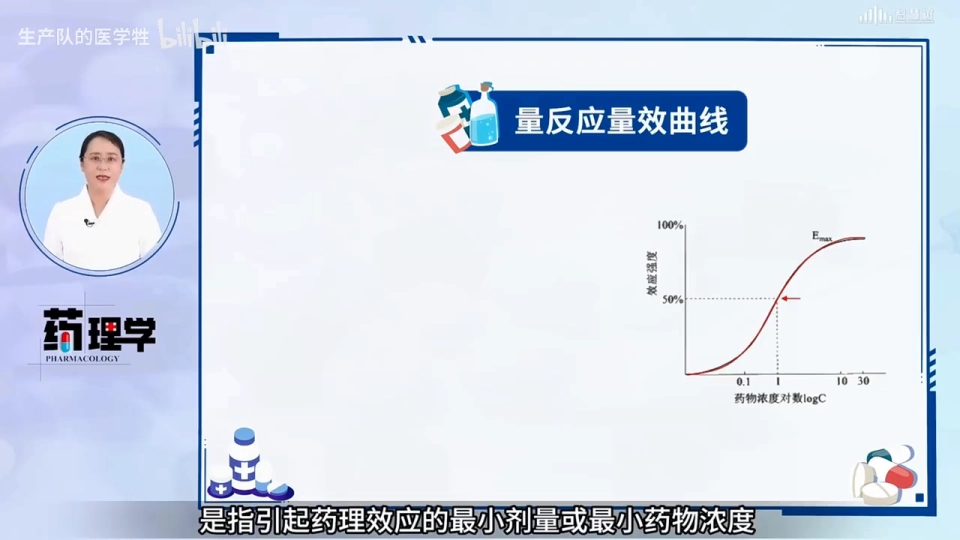 生产队的医学牲 bilibili
量反应量效曲线
100%
Emax
效应强度
50%
0.1 1 10 30
药物浓度对数logC
药理学
PHARMACOLOGY
是指引起药理效应的最小剂量或最小药物浓度